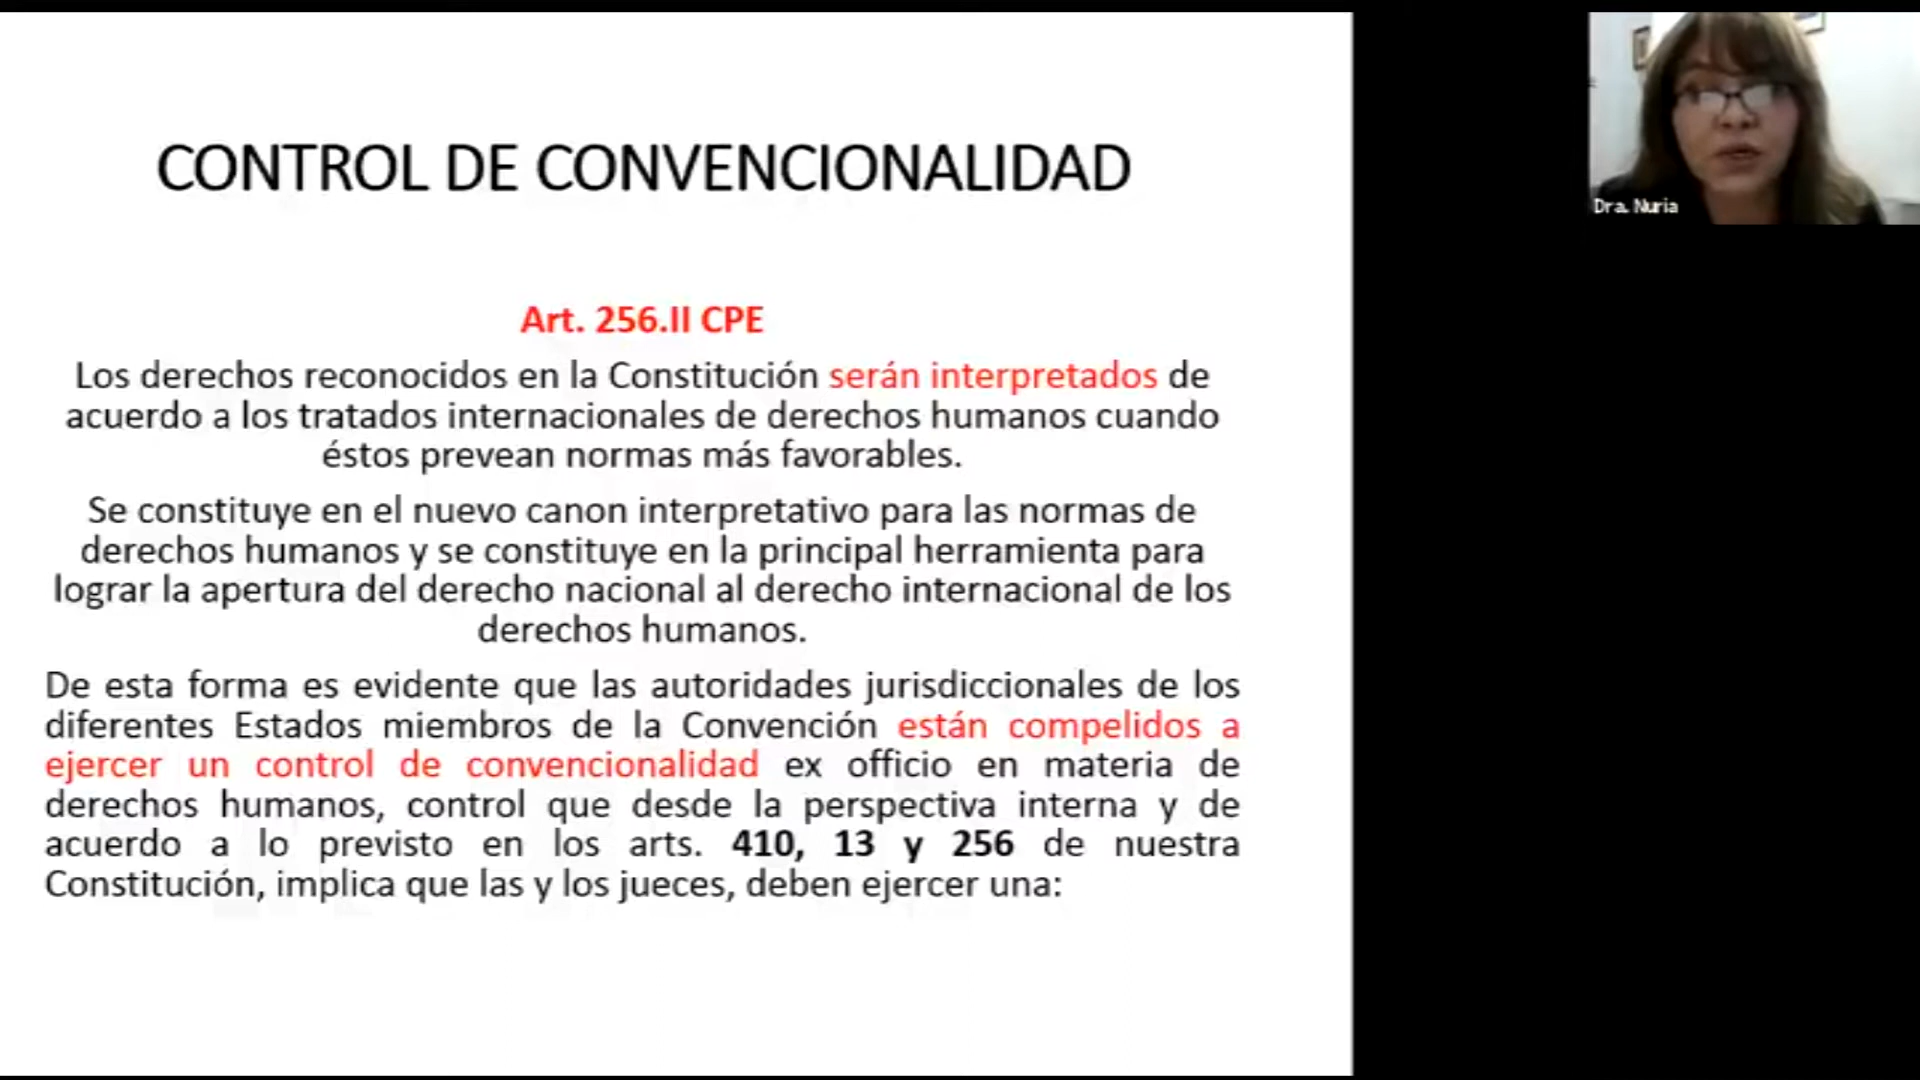 CONTROL DE CONVENCIONALIDAD
Art. 256.II CPE
Los derechos reconocidos en la Constitución serán interpretados de
acuerdo a los tratados internacionales de derechos humanos cuando
éstos prevean normas más favorables.
Se constituye en el nuevo canon interpretativo para las normas de
derechos humanos y se constituye en la principal herramienta para
lograr la apertura del derecho nacional al derecho internacional de los
derechos humanos.
De esta forma es evidente que las autoridades jurisdiccionales de los
diferentes Estados miembros de la Convención están compelidos a
ejercer un control de convencionalidad ex officio en materia de
derechos humanos, control que desde la perspectiva interna y de
acuerdo a lo previsto en los arts. 410, 13 y 256 de nuestra
Constitución, implica que las y los jueces, deben ejercer una:
Dra. Nuria